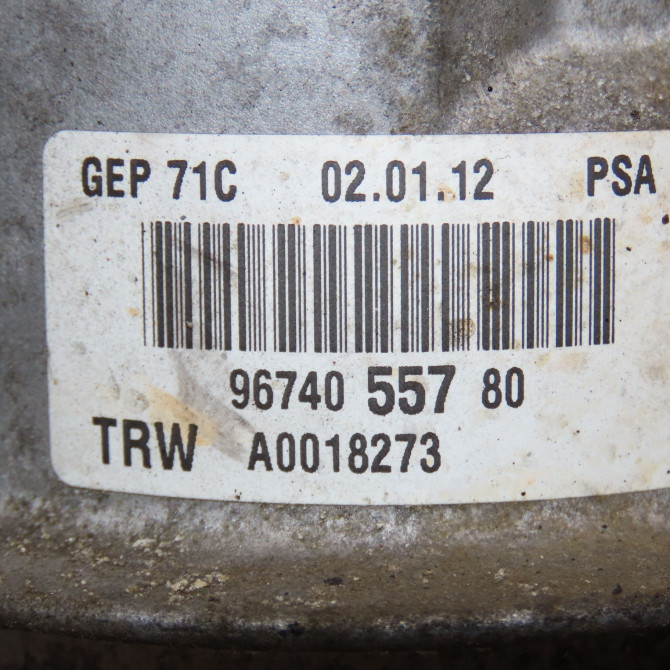 GEP 71C 02.01.12 PSA
96740 557 80
TRW A0018273